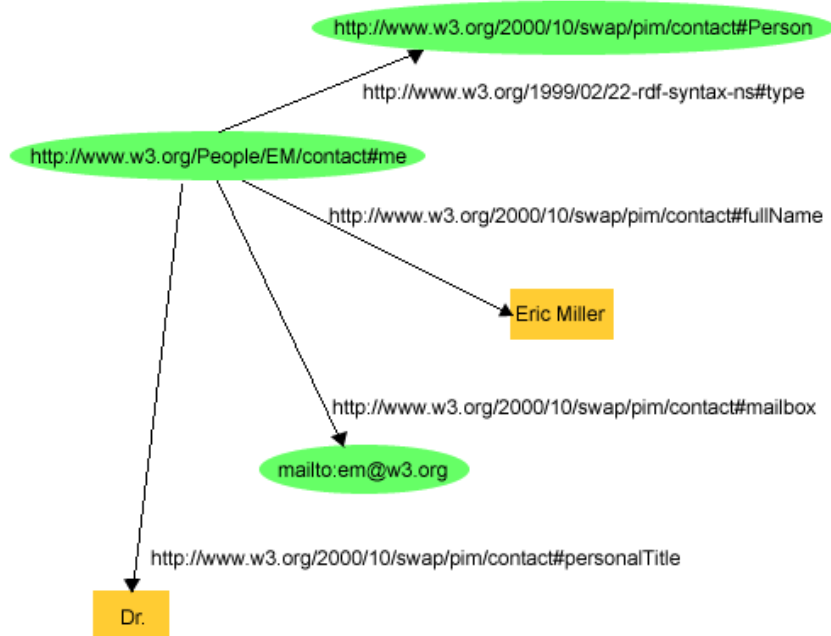 http://www.w3.org/2000/10/swap/pim/contact#Person
http://www.w3.org/1999/02/22-rdf-syntax-ns#type
http://www.w3.org/People/EM/contact#me
http://www.w3.org/2000/10/swap/pim/contact#fullName
Eric Miller
http://www.w3.org/2000/10/swap/pim/contact#mailbox
mailto:em@w3.org
http://www.w3.org/2000/10/swap/pim/contact#personalTitle
Dr.